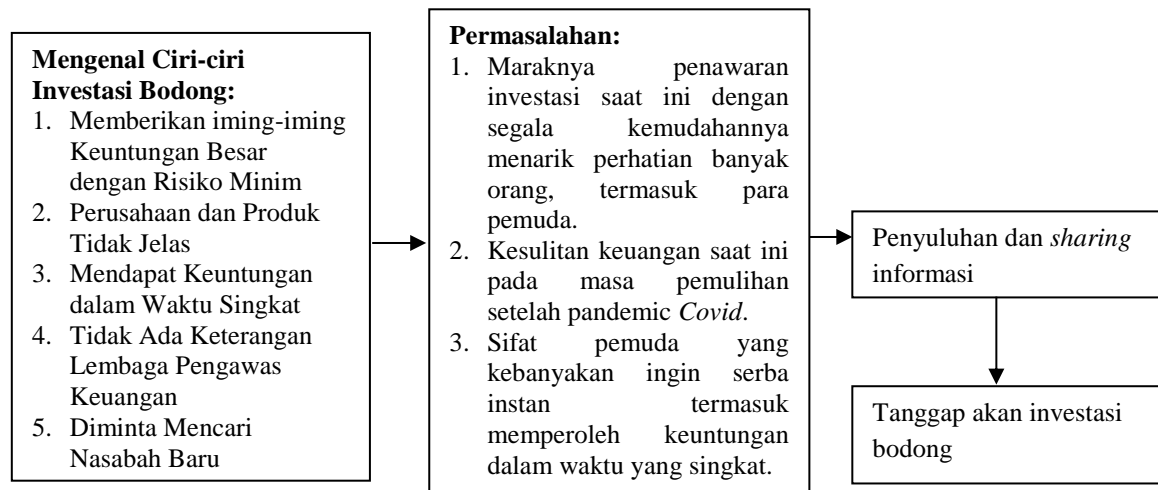 Mengenal Ciri-ciri
Investasi Bodong:
1. Memberikan iming-iming
Keuntungan Besar
dengan Risiko Minim
2. Perusahaan dan Produk
Tidak Jelas
3. Mendapat Keuntungan
dalam Waktu Singkat
4. Tidak Ada Keterangan
Lembaga Pengawas
Keuangan
5. Diminta Mencari
Nasabah Baru
Permasalahan:
1. Maraknya penawaran
investasi saat ini dengan
segala kemudahannya
menarik perhatian banyak
orang, termasuk para
pemuda.
2. Kesulitan keuangan saat ini
pada masa pemulihan
setelah pandemic Covid.
3. Sifat pemuda yang
kebanyakan ingin serba
instan termasuk
memperoleh keuntungan
dalam waktu yang singkat.
Penyuluhan dan sharing
informasi
Tanggap akan investasi
bodong